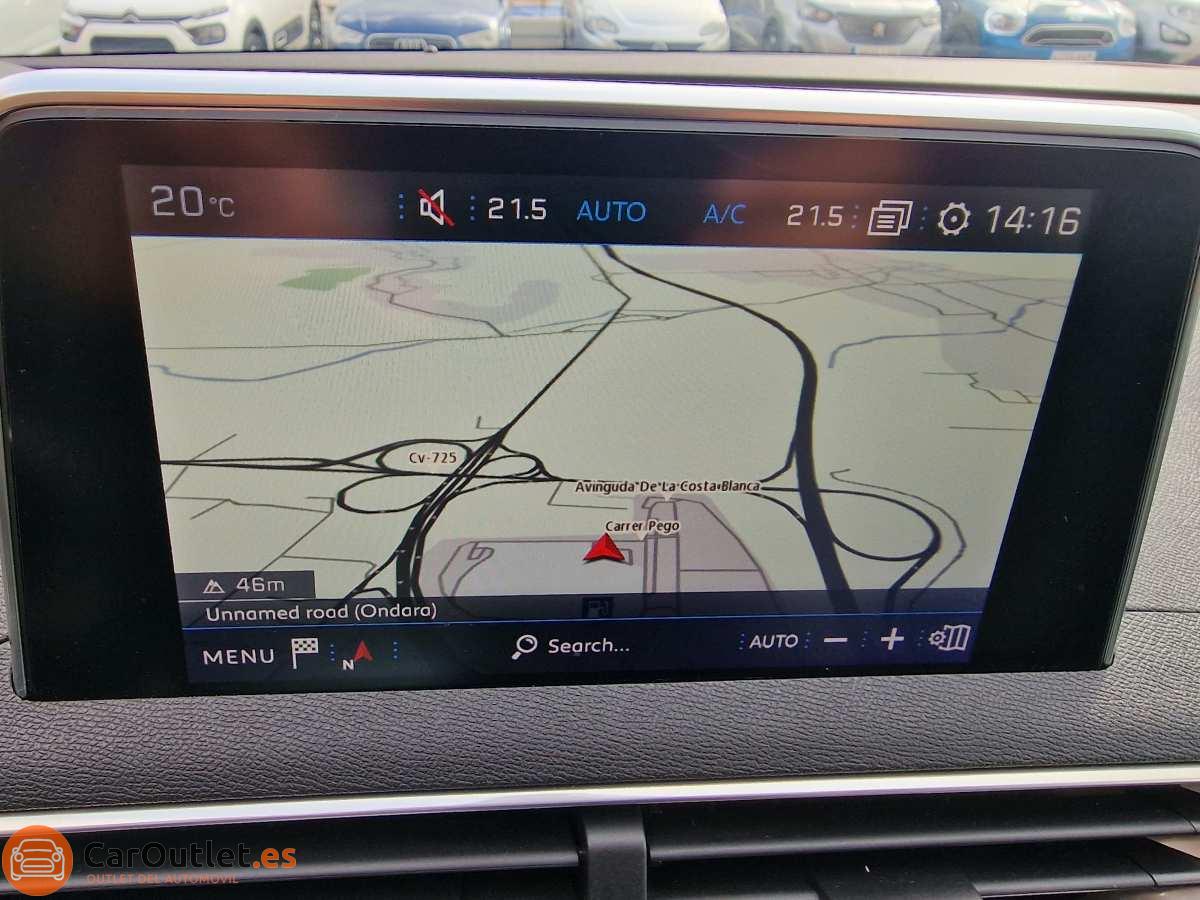 20°C 21.5 AUTO A/C 21.5 14:16
Cv-725
Avinguda De La Costa Blanca
Carrer Pego
46m
Unnamed road (Ondara)
MENU N Search... AUTO − +
CarOutlet.es
OUTLET DEL AUTOMOVIL